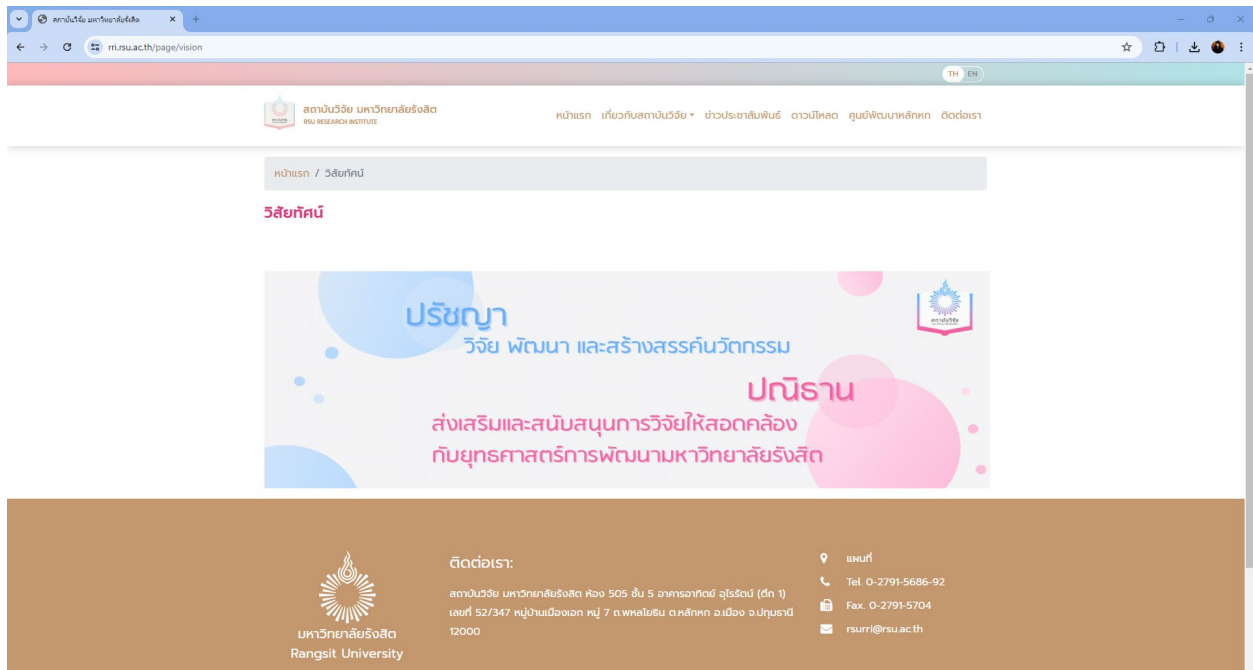 สถาบันวิจัย มหาวิทยาลัยรังสิต
rri.rsu.ac.th/page/vision
TH EN
สถาบันวิจัย มหาวิทยาลัยรังสิต
RSU RESEARCH INSTITUTE
หน้าแรก เกี่ยวกับสถาบันวิจัย ข่าวประชาสัมพันธ์ ดาวน์โหลด ศูนย์พัฒนาหลักหก ติดต่อเรา
หน้าแรก / วิสัยทัศน์
วิสัยทัศน์
ปรัชญา
วิจัย พัฒนา และสร้างสรรค์นวัตกรรม
สถาบันวิจัย
ปณิธาน
ส่งเสริมและสนับสนุนการวิจัยให้สอดคล้อง
กับยุทธศาสตร์การพัฒนามหาวิทยาลัยรังสิต
มหาวิทยาลัยรังสิต
Rangsit University
ติดต่อเรา:
สถาบันวิจัย มหาวิทยาลัยรังสิต ห้อง 505 ชั้น 5 อาคารอาทิตย์ อุไรรัตน์ (ตึก 1)
เลขที่ 52/347 หมู่บ้านเมืองเอก หมู่ 7 ถ.พหลโยธิน ต.หลักหก อ.เมือง จ.ปทุมธานี
12000
แผนที่
Tel. 0-2791-5686-92
Fax. 0-2791-5704
rsurri@rsu.ac.th